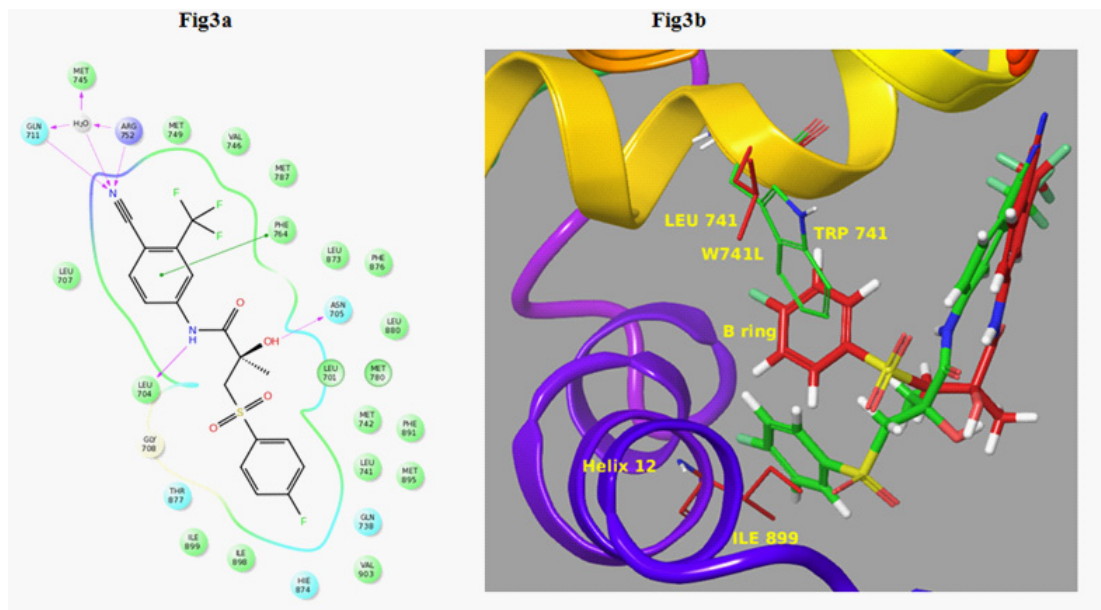 Fig3a
Fig3b
MET
745
H₂O
GLN
711
ARG
752
MET
749
VAL
746
MET
787
N
F
F
F
PHE
764
LEU
873
PHE
876
LEU
707
O
ASN
705
N
H
OH
LEU
880
LEU
704
LEU
701
MET
780
O
S
O
MET
742
PHE
891
GLY
708
LEU
741
MET
895
THR
877
F
GLN
738
ILE
899
ILE
898
VAL
903
HIE
874
LEU 741
TRP 741
W741L
B ring
Helix 12
ILE 899